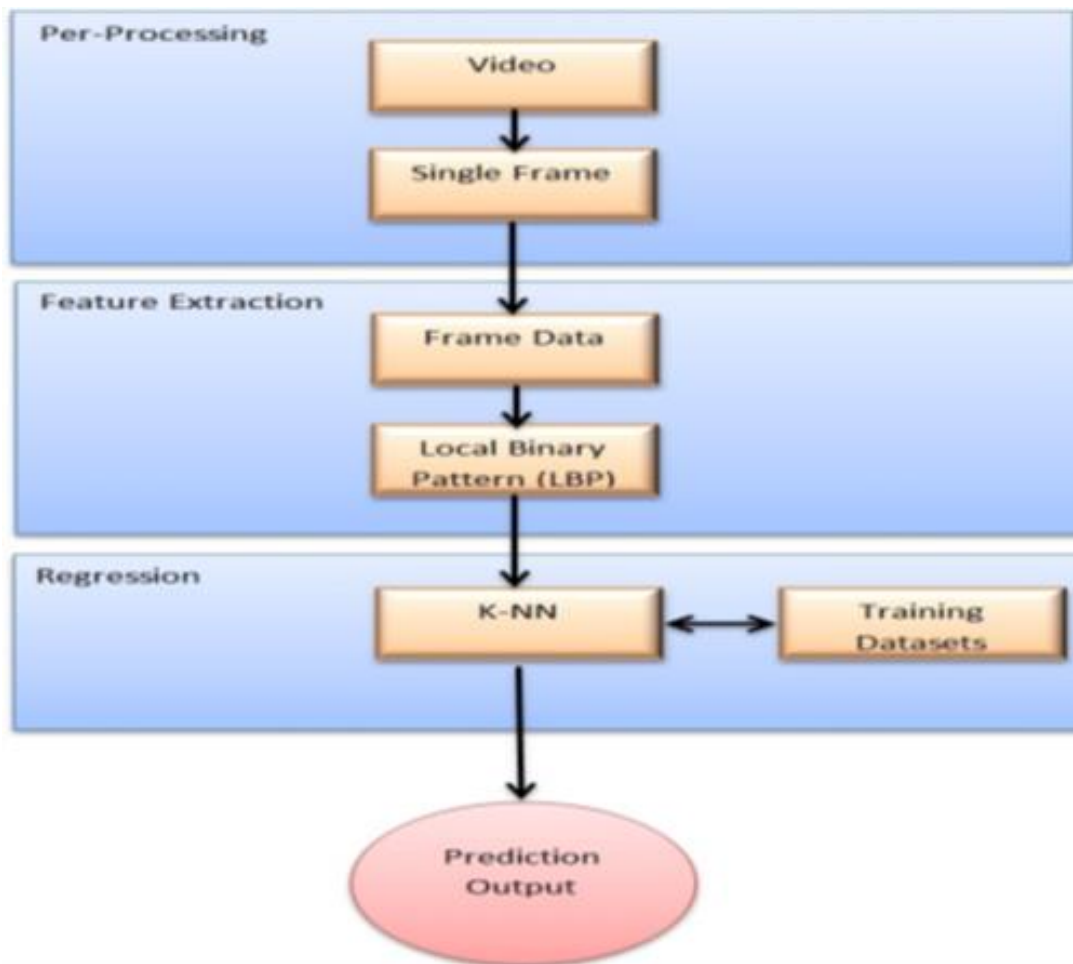 Per-Processing
Video
Single Frame
Feature Extraction
Frame Data
Local Binary
Pattern (LBP)
Regression
K-NN
Training
Datasets
Prediction
Output